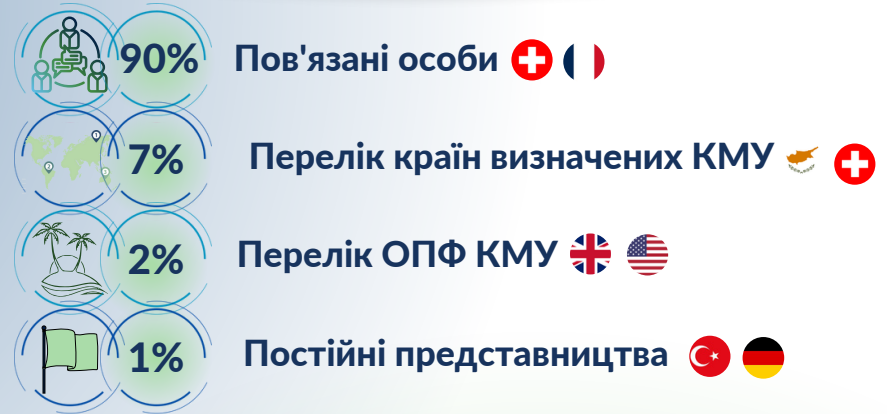 90% Пов'язані особи
7% Перелік країн визначених КМУ
2% Перелік ОПФ КМУ
1% Постійні представництва